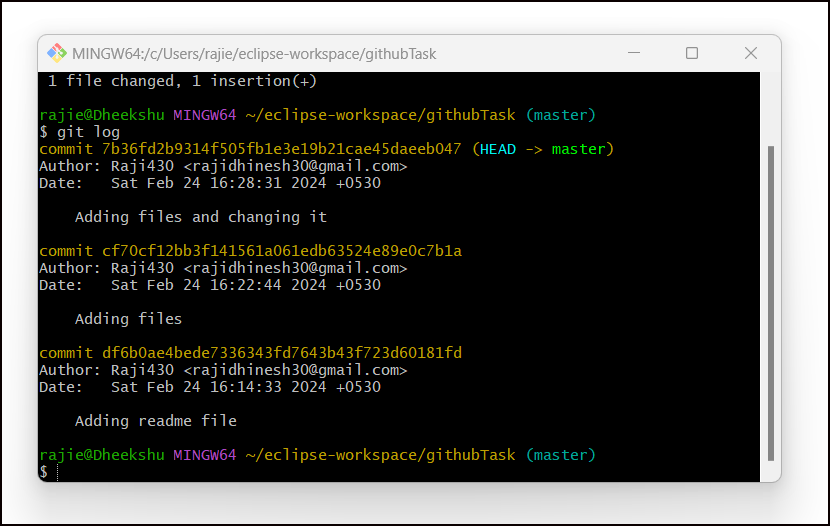 MINGW64:/c/Users/rajie/eclipse-workspace/githubTask
1 file changed, 1 insertion(+)
rajie@Dheekshu MINGW64 ~/eclipse-workspace/githubTask (master)
$ git log
commit 7b36fd2b9314f505fb1e3e19b21cae45daeeb047 (HEAD -> master)
Author: Raji430 <rajidhinesh30@gmail.com>
Date:   Sat Feb 24 16:28:31 2024 +0530
    Adding files and changing it
commit cf70cf12bb3f141561a061edb63524e89e0c7b1a
Author: Raji430 <rajidhinesh30@gmail.com>
Date:   Sat Feb 24 16:22:44 2024 +0530
    Adding files
commit df6b0ae4bede7336343fd7643b43f723d60181fd
Author: Raji430 <rajidhinesh30@gmail.com>
Date:   Sat Feb 24 16:14:33 2024 +0530
    Adding readme file
rajie@Dheekshu MINGW64 ~/eclipse-workspace/githubTask (master)
$